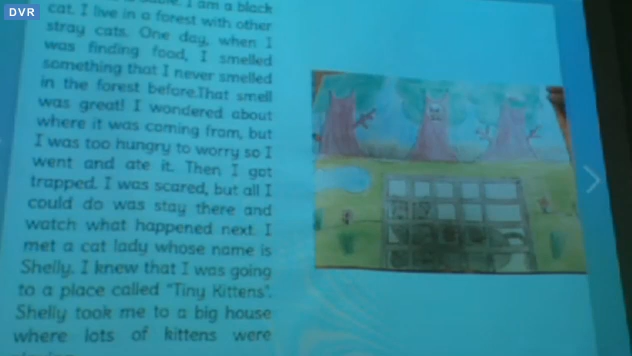 DVR
I am a black
cat. I live in a forest with other
stray cats. One day, when I
was finding food, I smelled
something that I never smelled
in the forest before.That smell
was great! I wondered about
where it was coming from, but
I was too hungry to worry so I
went and ate it. Then I got
trapped. I was scared, but all I
could do was stay there and
watch what happened next. I
met a cat lady whose name is
Shelly. I knew that I was going
to a place called "Tiny Kittens".
Shelly took me to a big house
where lots of kittens were